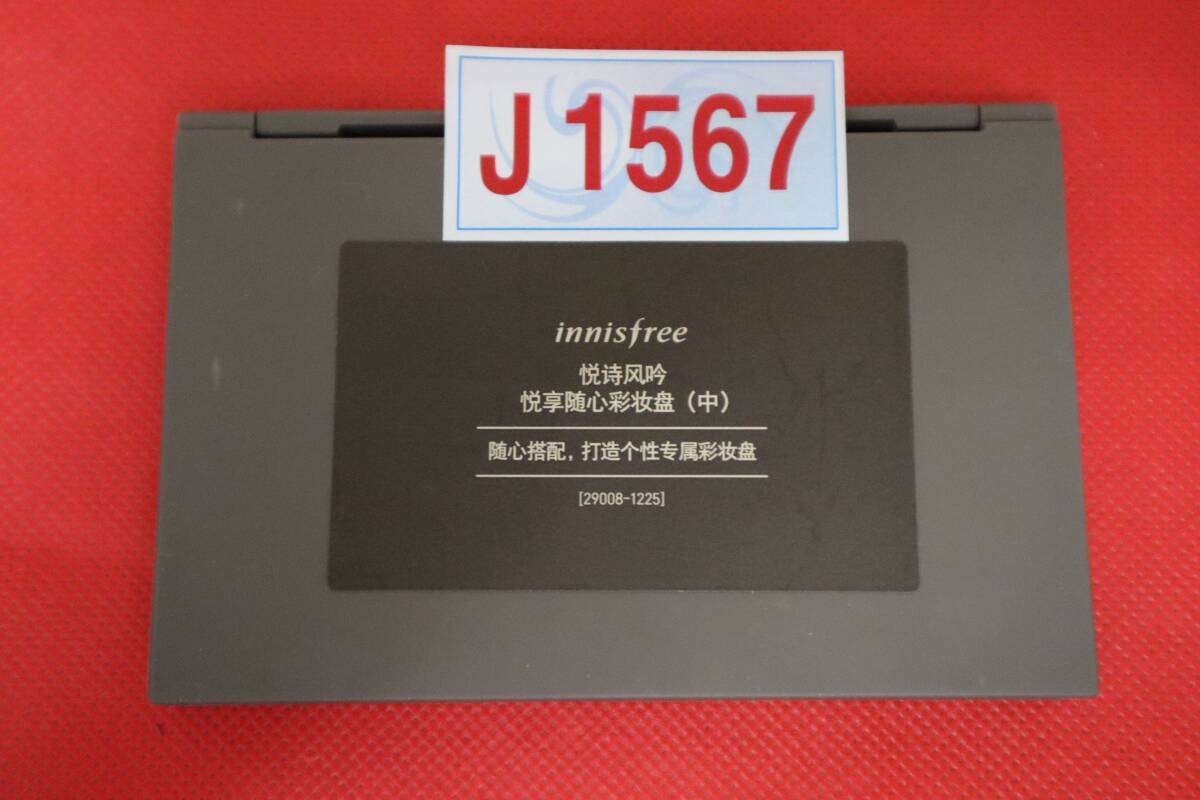 J1567
innisfree
悦诗风吟
悦享随心彩妆盘（中）
随心搭配，打造个性专属彩妆盘
[29008-1225]